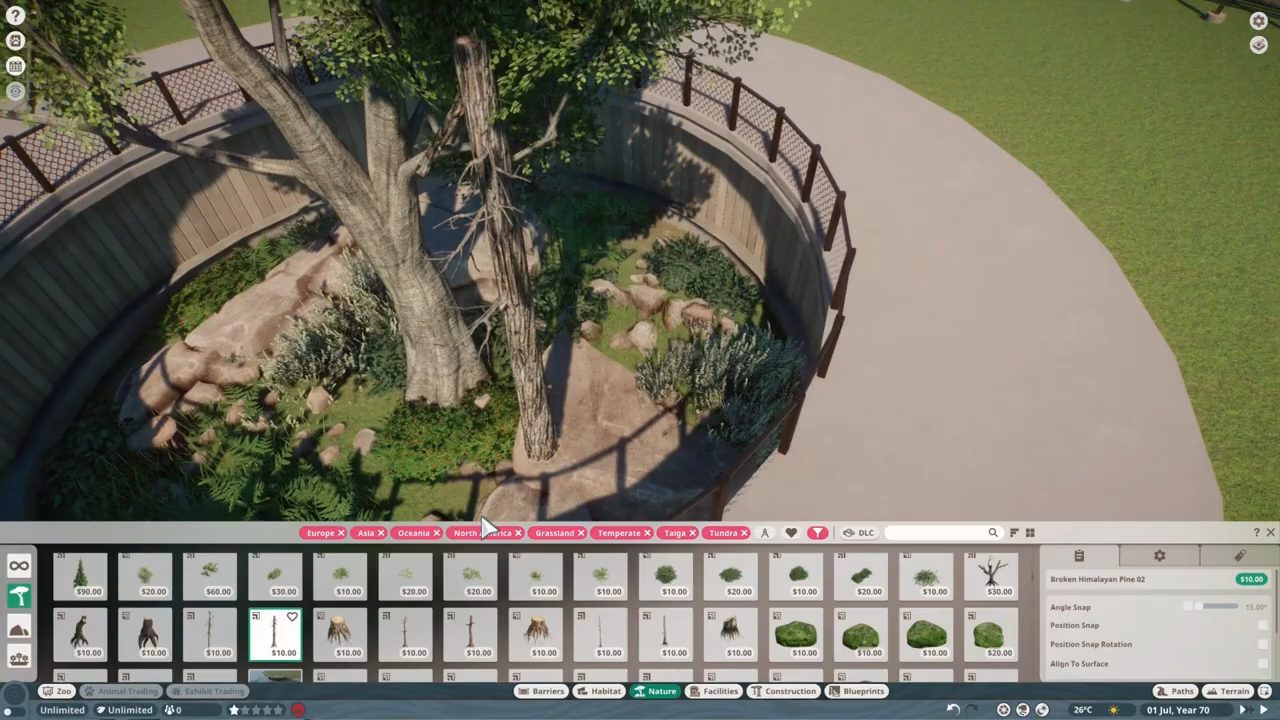 ?
Europe ✕ Asia ✕ Oceania ✕ North America ✕ Grassland ✕ Temperate ✕ Taiga ✕ Tundra ✕ DLC ? ✕
$90.00 $20.00 $60.00 $30.00 $10.00 $20.00 $20.00 $10.00 $10.00 $20.00 $20.00 $10.00 $20.00 $10.00 $30.00
Broken Himalayan Pine 02 $10.00
Angle Snap 15.00°
Position Snap
$10.00 $10.00 $10.00 $10.00 $10.00 $10.00 $10.00 $10.00 $10.00 $10.00 $10.00 $10.00 $10.00 $10.00 $20.00
Position Snap Rotation
Align To Surface
Zoo Animal Trading Exhibit Trading Barriers Habitat Nature Facilities Construction Blueprints Paths Terrain
Unlimited Unlimited 0 26°C 01 Jul, Year 70